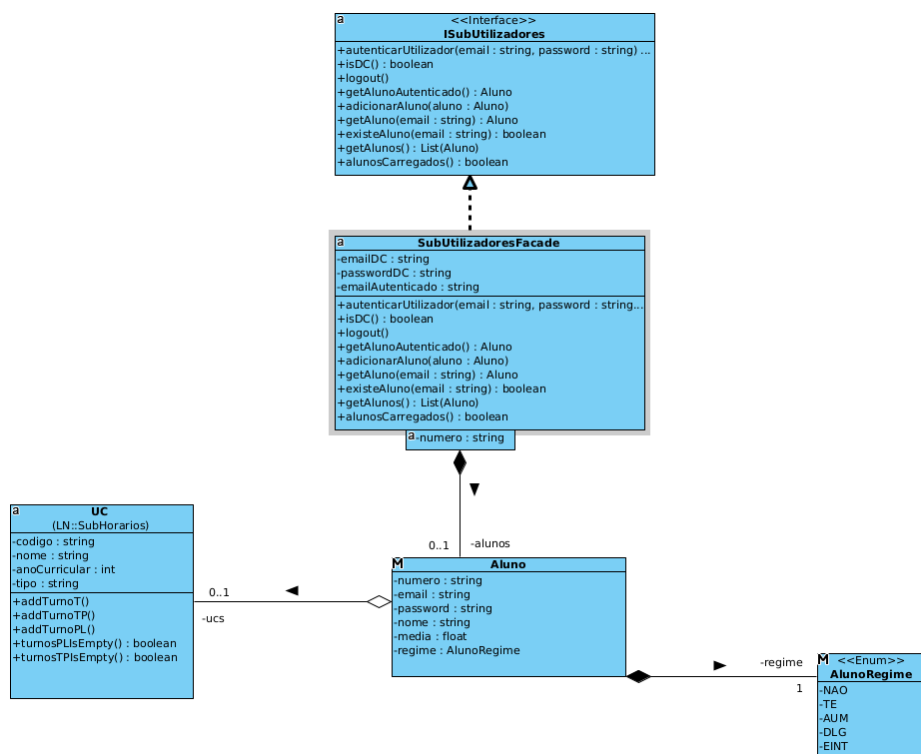 a
<<Interface>>
ISubUtilizadores
+autenticarUtilizador(email : string, password : string) ...
+isDC() : boolean
+logout()
+getAlunoAutenticado() : Aluno
+adicionarAluno(aluno : Aluno)
+getAluno(email : string) : Aluno
+existeAluno(email : string) : boolean
+getAlunos() : List(Aluno)
+alunosCarregados() : boolean
a
SubUtilizadoresFacade
-emailDC : string
-passwordDC : string
-emailAutenticado : string
+autenticarUtilizador(email : string, password : string...
+isDC() : boolean
+logout()
+getAlunoAutenticado() : Aluno
+adicionarAluno(aluno : Aluno)
+getAluno(email : string) : Aluno
+existeAluno(email : string) : boolean
+getAlunos() : List(Aluno)
+alunosCarregados() : boolean
a
-numero : string
0..1
-alunos
a
UC
(LN::SubHorarios)
-codigo : string
-nome : string
-anoCurricular : int
-tipo : string
+addTurnoT()
+addTurnoTP()
+addTurnoPL()
+turnosPLIsEmpty() : boolean
+turnosTPIsEmpty() : boolean
0..1
-ucs
M
Aluno
-numero : string
-email : string
-password : string
-nome : string
-media : float
-regime : AlunoRegime
-regime
1
M
<<Enum>>
AlunoRegime
-NAO
-TE
-AUM
-DLG
-EINT